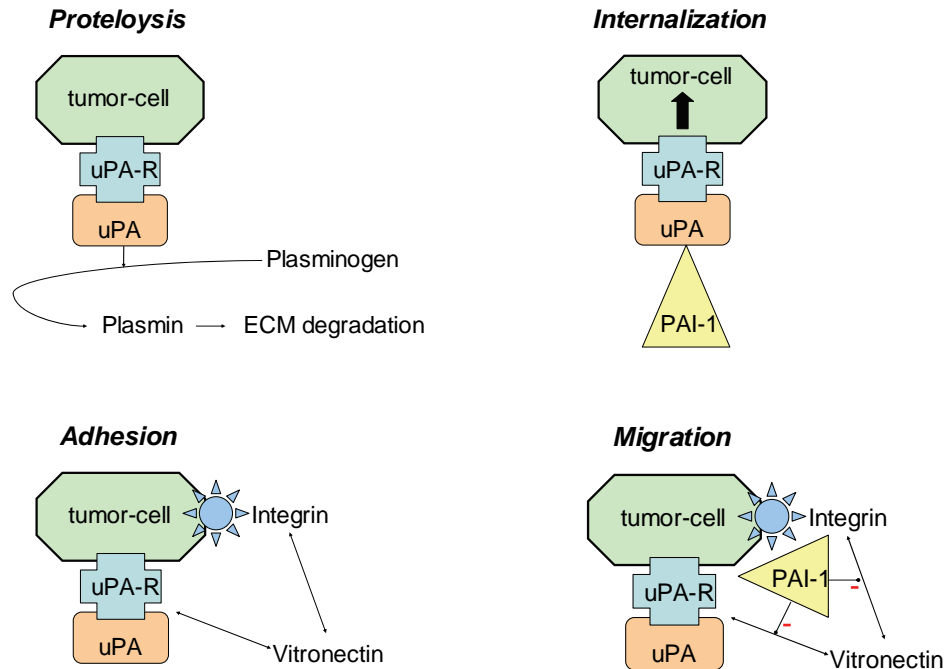 Proteloysis
Internalization
tumor-cell
uPA-R
uPA
Plasminogen
Plasmin
ECM degradation
tumor-cell
uPA-R
uPA
PAI-1
Adhesion
Migration
tumor-cell
Integrin
uPA-R
uPA
Vitronectin
tumor-cell
Integrin
PAI-1
-
uPA-R
-
uPA
Vitronectin